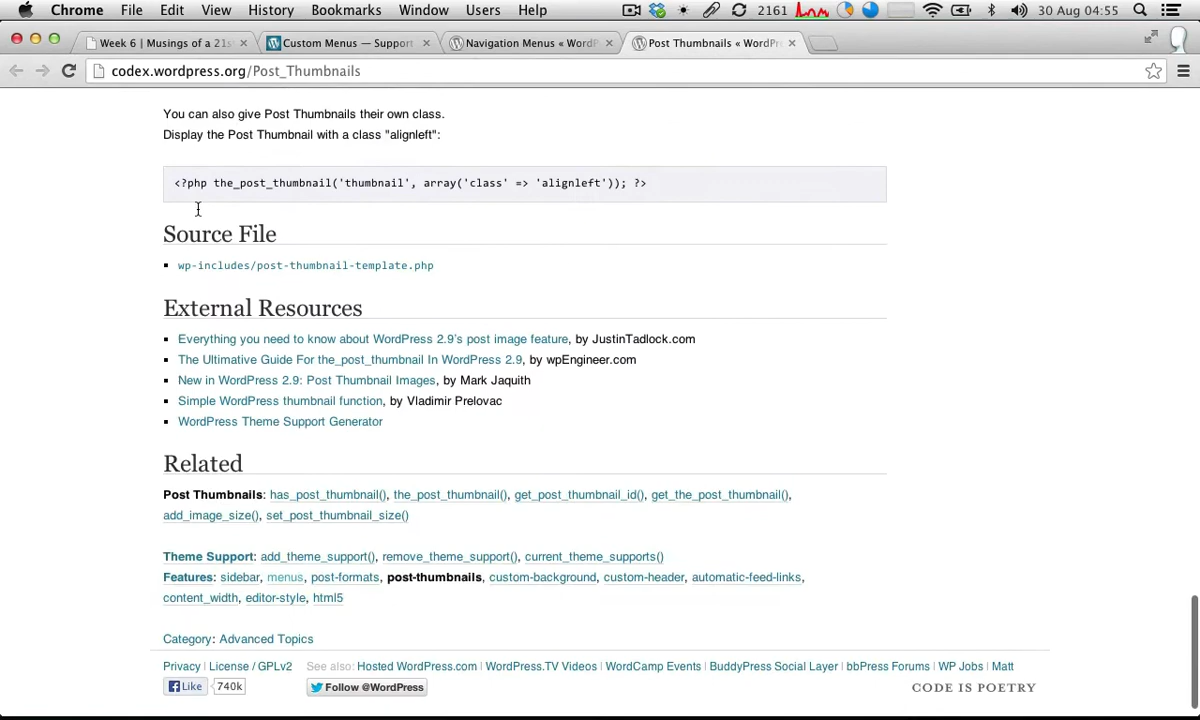 Chrome File Edit View History Bookmarks Window Users Help 2161 30 Aug 04:55
Week 6 | Musings of a 21st Custom Menus — Support Navigation Menus « WordP Post Thumbnails « WordPr
codex.wordpress.org/Post_Thumbnails
You can also give Post Thumbnails their own class.
Display the Post Thumbnail with a class "alignleft":
<?php the_post_thumbnail('thumbnail', array('class' => 'alignleft')); ?>
Source File
wp-includes/post-thumbnail-template.php
External Resources
Everything you need to know about WordPress 2.9's post image feature, by JustinTadlock.com
The Ultimative Guide For the_post_thumbnail In WordPress 2.9, by wpEngineer.com
New in WordPress 2.9: Post Thumbnail Images, by Mark Jaquith
Simple WordPress thumbnail function, by Vladimir Prelovac
WordPress Theme Support Generator
Related
Post Thumbnails: has_post_thumbnail(), the_post_thumbnail(), get_post_thumbnail_id(), get_the_post_thumbnail(),
add_image_size(), set_post_thumbnail_size()
Theme Support: add_theme_support(), remove_theme_support(), current_theme_supports()
Features: sidebar, menus, post-formats, post-thumbnails, custom-background, custom-header, automatic-feed-links,
content_width, editor-style, html5
Category: Advanced Topics
Privacy | License / GPLv2 See also: Hosted WordPress.com | WordPress.TV Videos | WordCamp Events | BuddyPress Social Layer | bbPress Forums | WP Jobs | Matt
Like 740k Follow @WordPress CODE IS POETRY